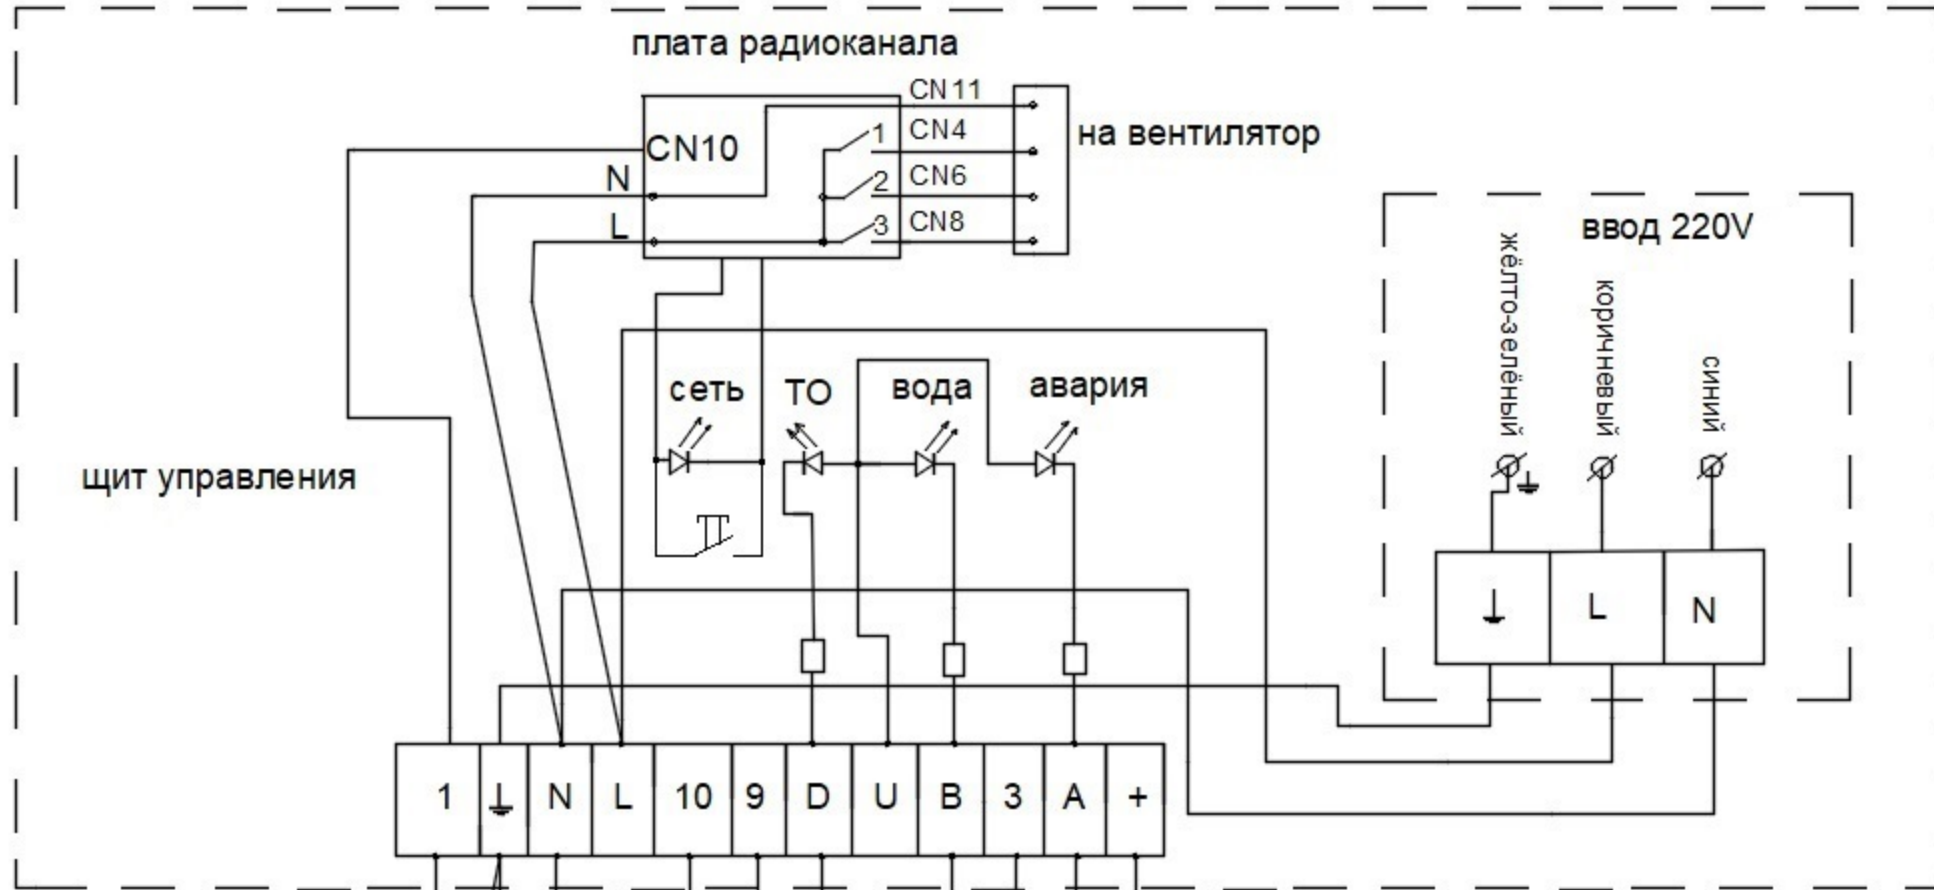 плата радиоканала
CN11
CN10
1
CN4
на вентилятор
N
2
CN6
L
3
CN8
ввод 220V
жёлто-зелёный
коричневый
синий
сеть
ТО
вода
авария
щит управления
L
N
1
N
L
10
9
D
U
B
3
A
+